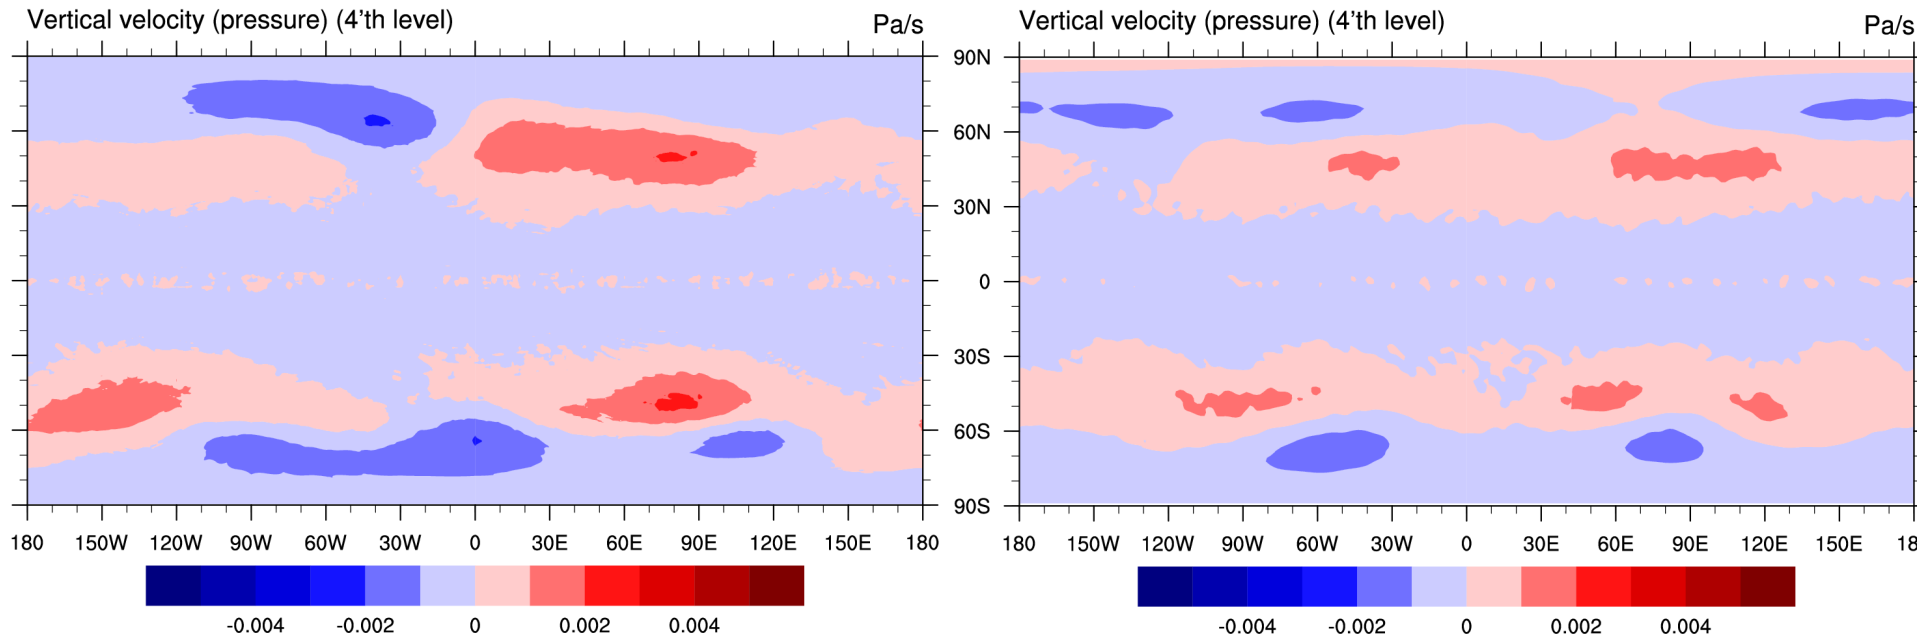 Vertical velocity (pressure) (4'th level) Pa/s
180 150W 120W 90W 60W 30W 0 30E 60E 90E 120E 150E 180
-0.004 -0.002 0 0.002 0.004
Vertical velocity (pressure) (4'th level) Pa/s
90N
60N
30N
0
30S
60S
90S
180 150W 120W 90W 60W 30W 0 30E 60E 90E 120E 150E 18
-0.004 -0.002 0 0.002 0.004